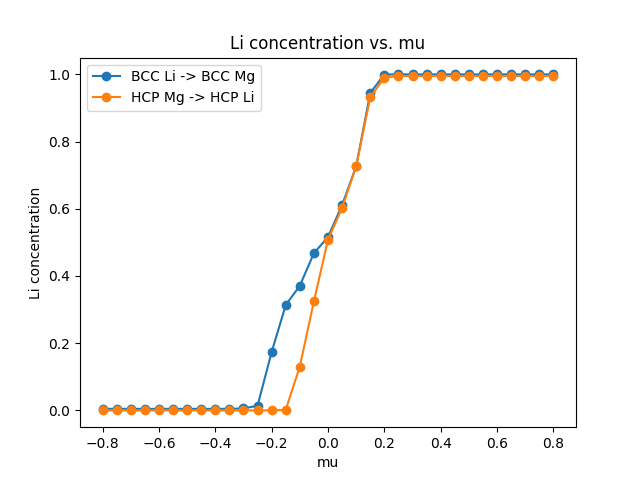 Li concentration vs. mu
BCC Li -> BCC Mg
HCP Mg -> HCP Li
Li concentration
1.0
0.8
0.6
0.4
0.2
0.0
−0.8 −0.6 −0.4 −0.2 0.0 0.2 0.4 0.6 0.8
mu